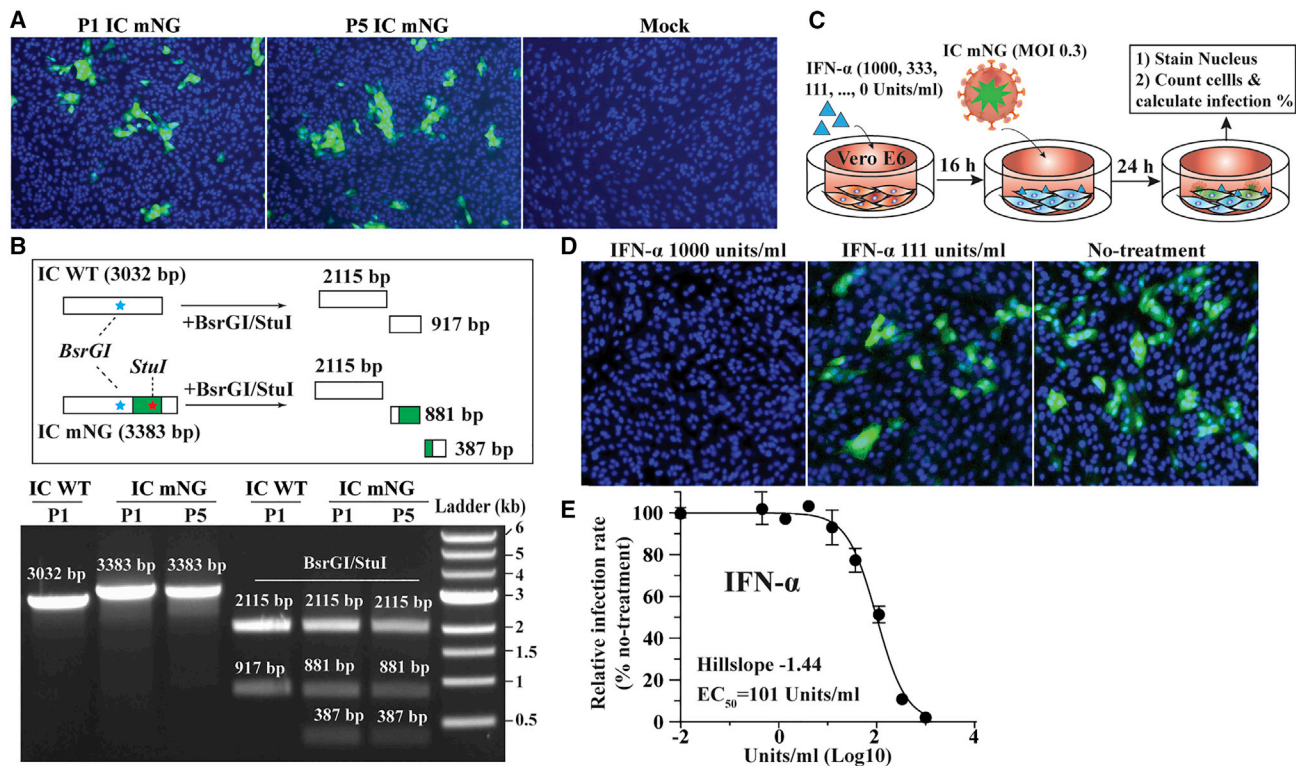 A
P1 IC mNG
P5 IC mNG
Mock
B
IC WT (3032 bp)
+BsrGI/StuI
2115 bp
917 bp
BsrGI
StuI
IC mNG (3383 bp)
+BsrGI/StuI
2115 bp
881 bp
387 bp
IC WT
IC mNG
IC WT
IC mNG
Ladder (kb)
P1
P1
P5
P1
P1
P5
3032 bp
3383 bp
3383 bp
BsrGI/StuI
2115 bp
2115 bp
2115 bp
917 bp
881 bp
881 bp
387 bp
387 bp
6
5
4
3
2
1.5
1
0.5
C
IFN-α (1000, 333,
111, ..., 0 Units/ml)
IC mNG (MOI 0.3)
1) Stain Nucleus
2) Count cellls &
calculate infection %
Vero E6
16 h
24 h
D
IFN-α 1000 units/ml
IFN-α 111 units/ml
No-treatment
E
Relative infection rate
(% no-treatment)
100
80
60
40
20
0
IFN-α
Hillslope -1.44
EC50=101 Units/ml
-2
0
2
4
Units/ml (Log10)